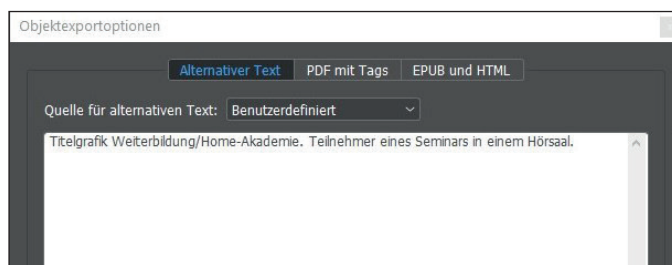 Objektexportoptionen
Alternativer Text PDF mit Tags EPUB und HTML
Quelle für alternativen Text: Benutzerdefiniert
Titelgrafik Weiterbildung/Home-Akademie. Teilnehmer eines Seminars in einem Hörsaal.